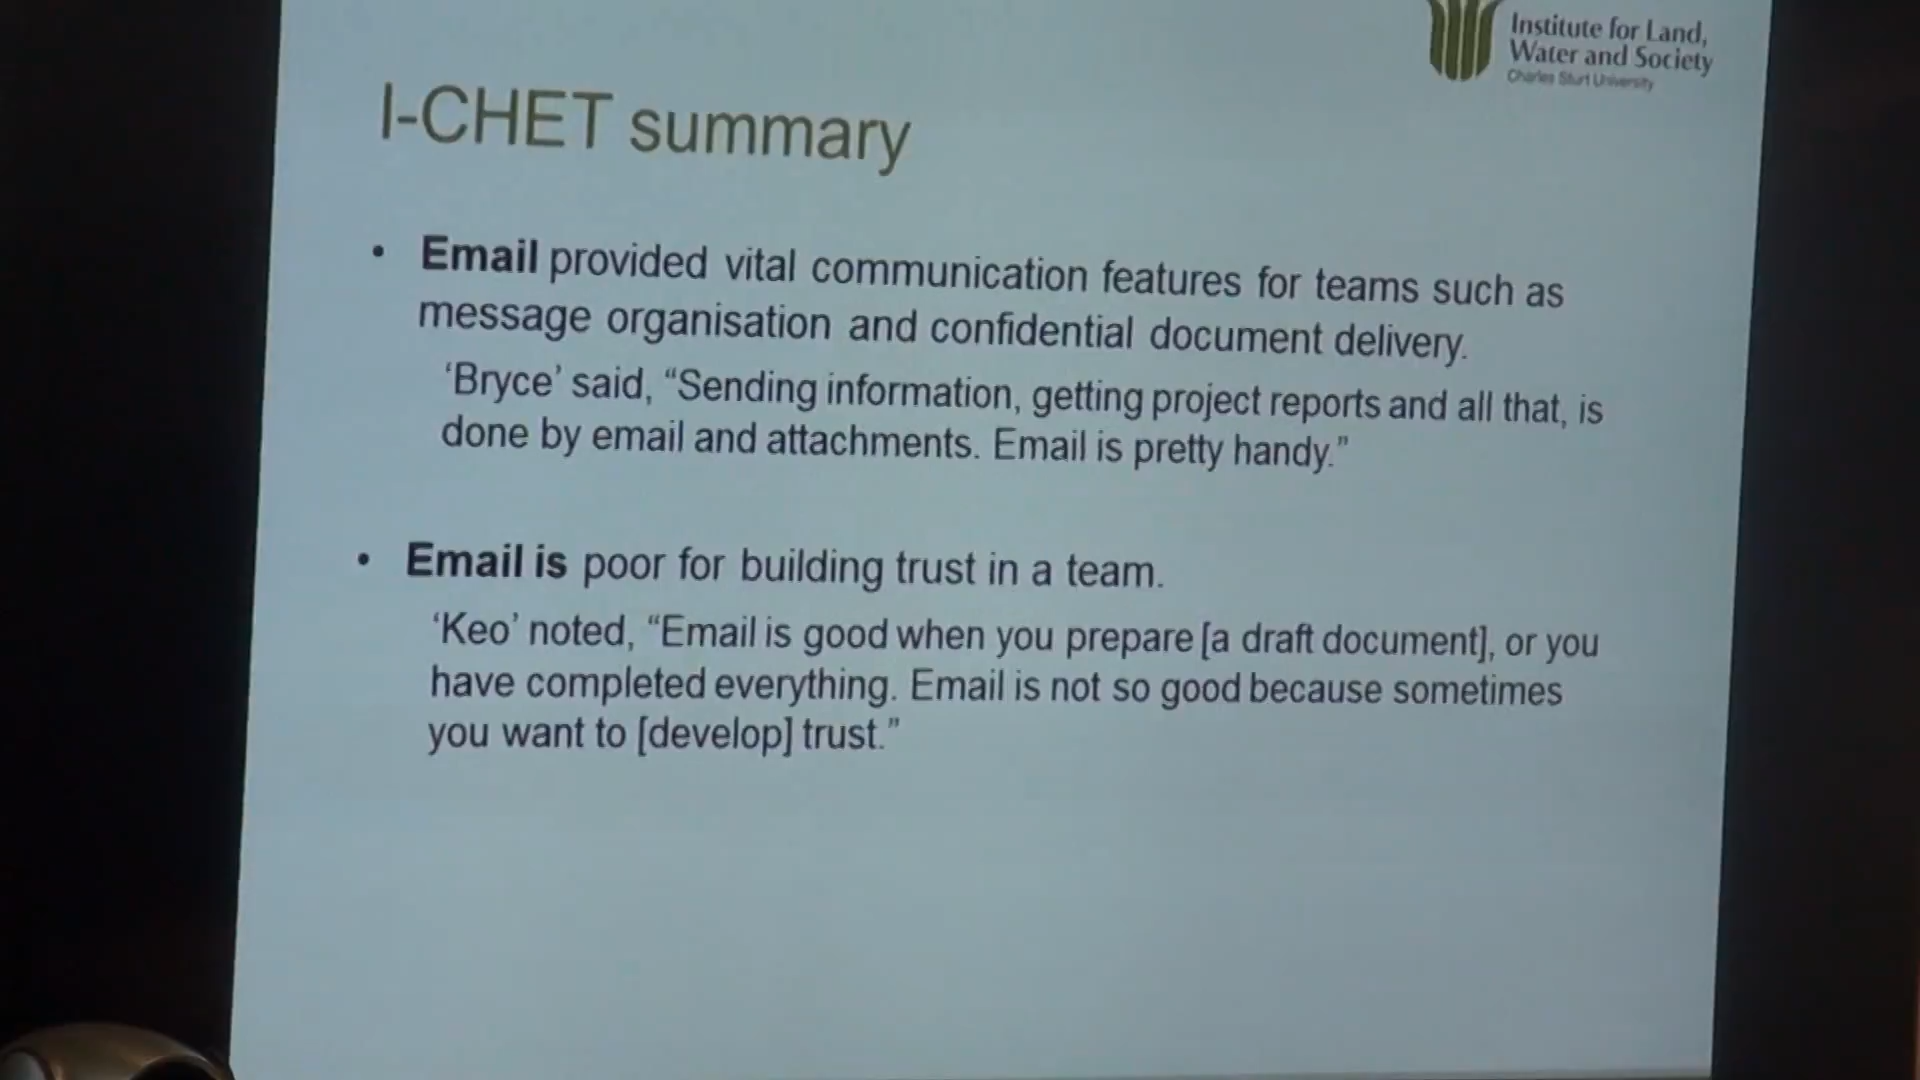 Institute for Land,
Water and Society
Charles Sturt University
I-CHET summary
• Email provided vital communication features for teams such as
message organisation and confidential document delivery.
‘Bryce’ said, “Sending information, getting project reports and all that, is
done by email and attachments. Email is pretty handy.”
• Email is poor for building trust in a team.
‘Keo’ noted, “Email is good when you prepare [a draft document], or you
have completed everything. Email is not so good because sometimes
you want to [develop] trust.”